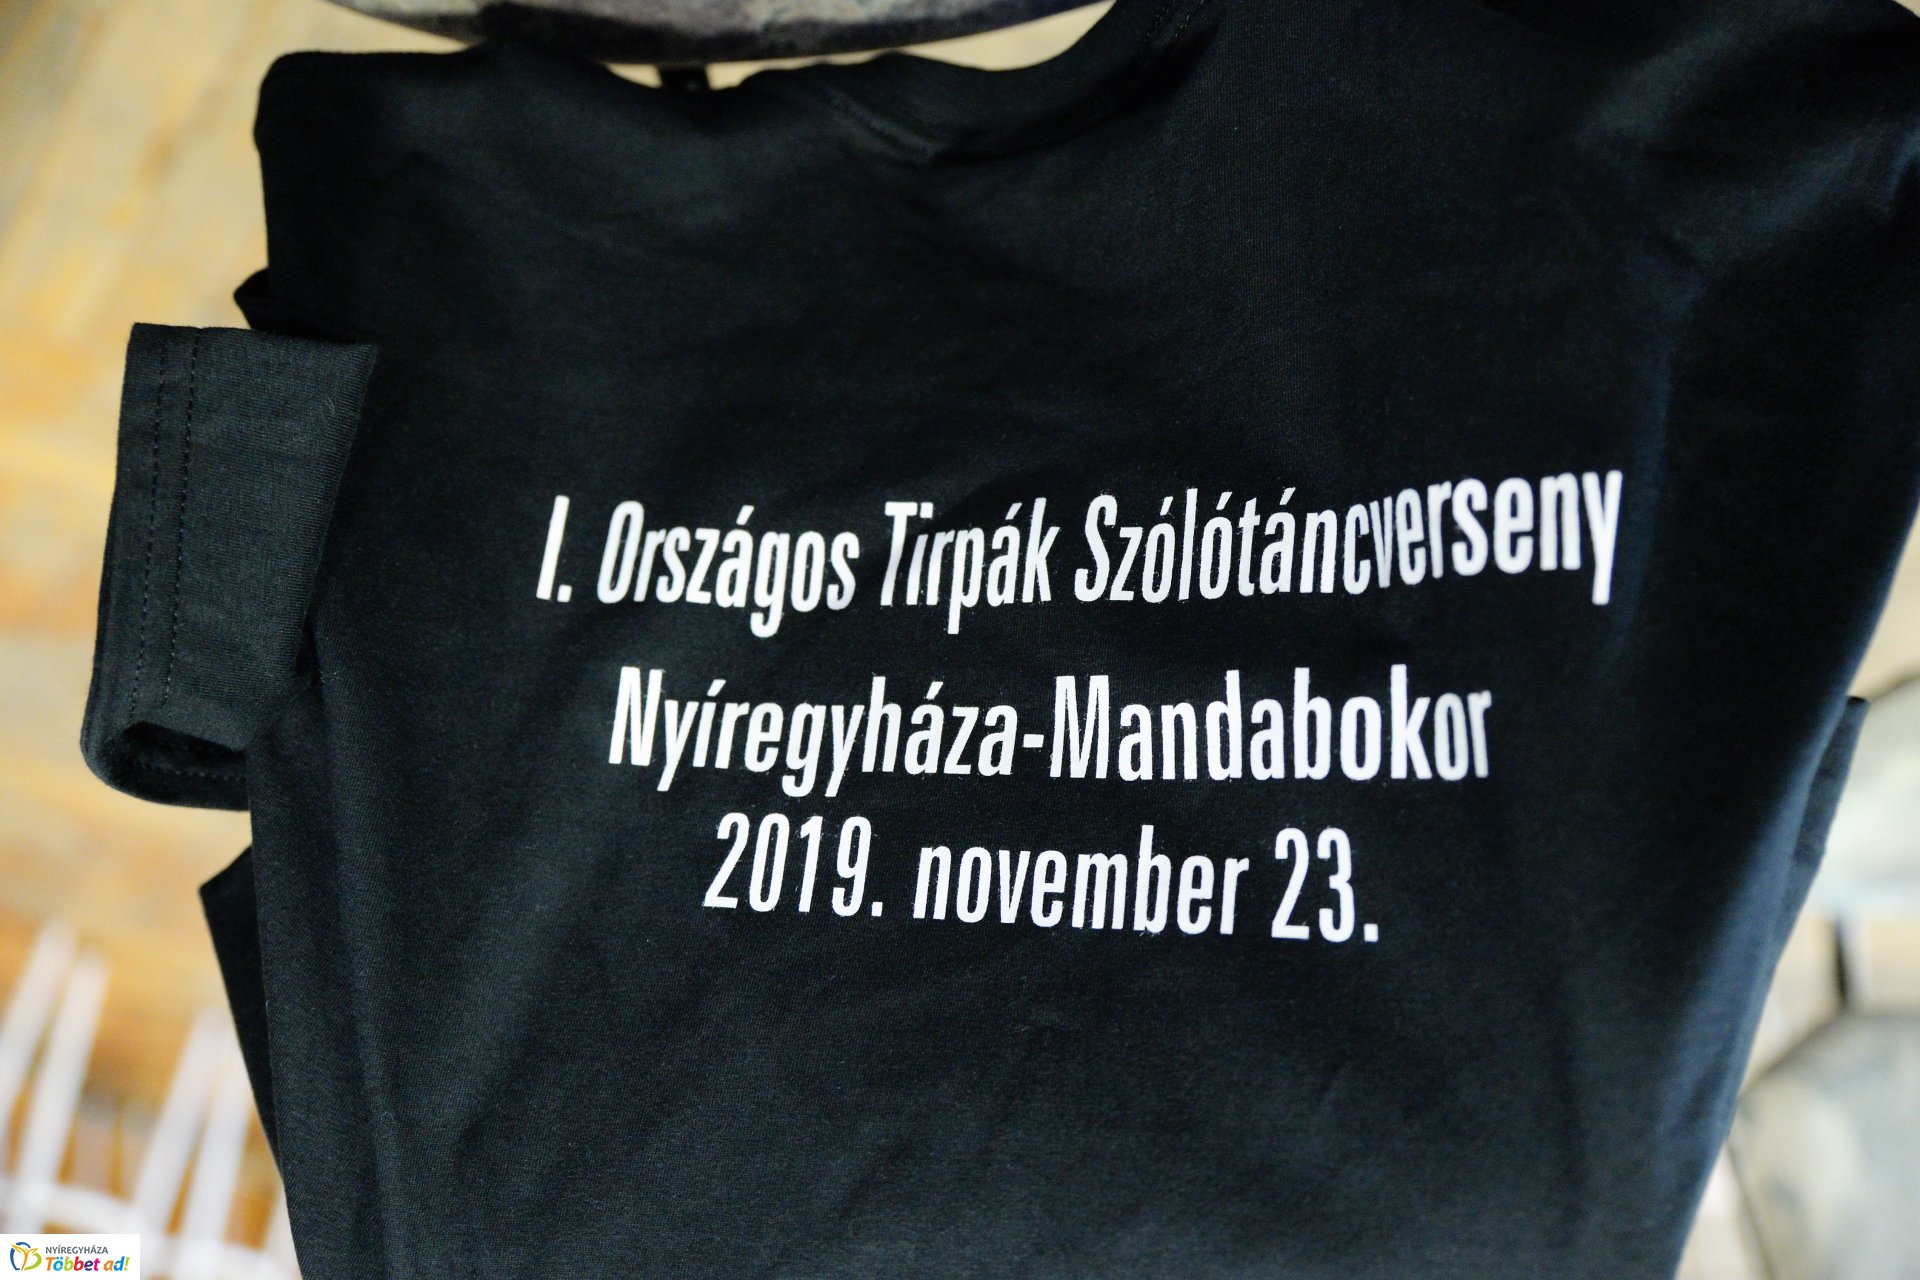 I. Országos Tirpák Szólótáncverseny
Nyíregyháza-Mandabokor
2019. november 23.
NYÍREGYHÁZA
Többet ad!